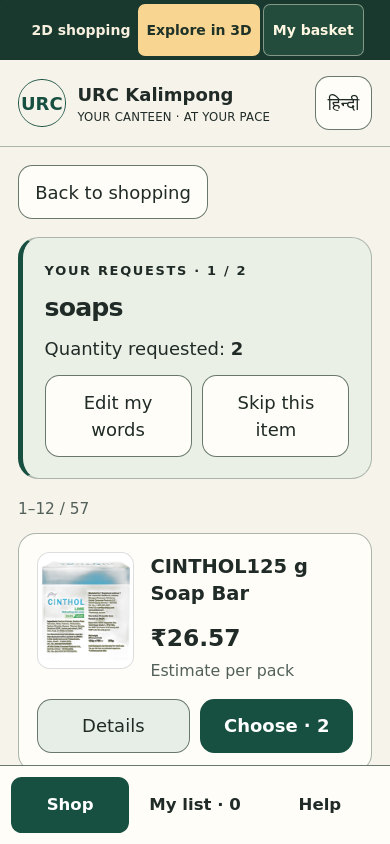 2D shopping Explore in 3D My basket
URC
URC Kalimpong
YOUR CANTEEN · AT YOUR PACE
हिन्दी
Back to shopping
YOUR REQUESTS · 1 / 2
soaps
Quantity requested: 2
Edit my
words
Skip this
item
1–12 / 57
CINTHOL
CINTHOL125 g
Soap Bar
₹26.57
Estimate per pack
Details
Choose · 2
Shop
My list · 0
Help